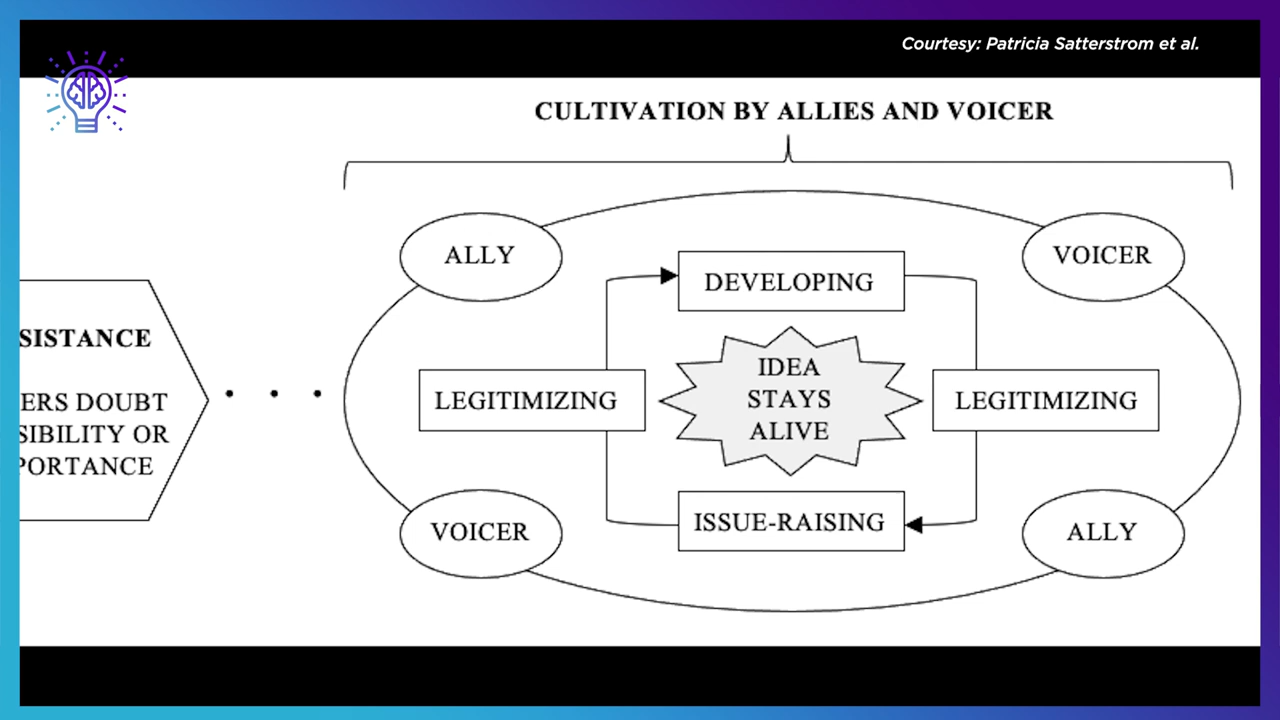 Courtesy: Patricia Satterstrom et al.
CULTIVATION BY ALLIES AND VOICER
ALLY
VOICER
DEVELOPING
SISTANCE
ERS DOUBT
SIBILITY OR
PORTANCE
LEGITIMIZING
IDEA
STAYS
ALIVE
LEGITIMIZING
ISSUE-RAISING
VOICER
ALLY